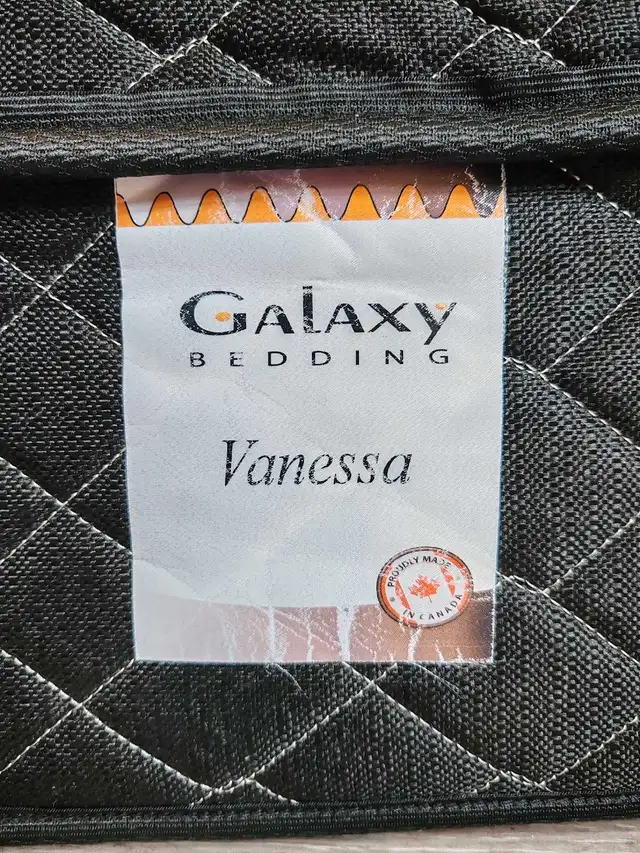 GALAXY
BEDDING
Vanessa
PROUDLY MADE
IN CANADA